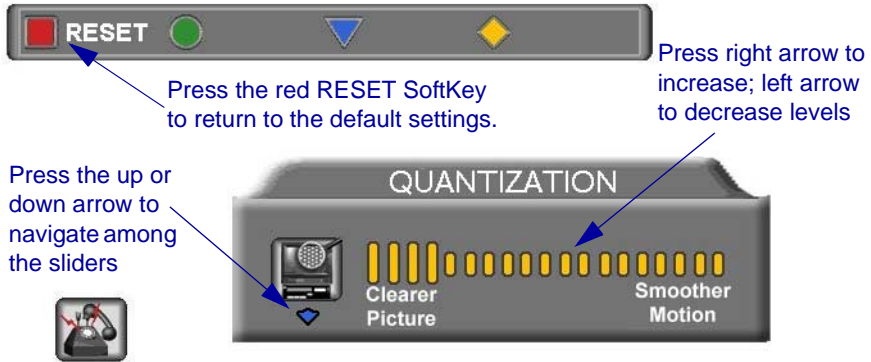 RESET
Press the red RESET SoftKey
to return to the default settings.
Press right arrow to
increase; left arrow
to decrease levels
Press the up or
down arrow to
navigate among
the sliders
QUANTIZATION
Clearer
Picture
Smoother
Motion